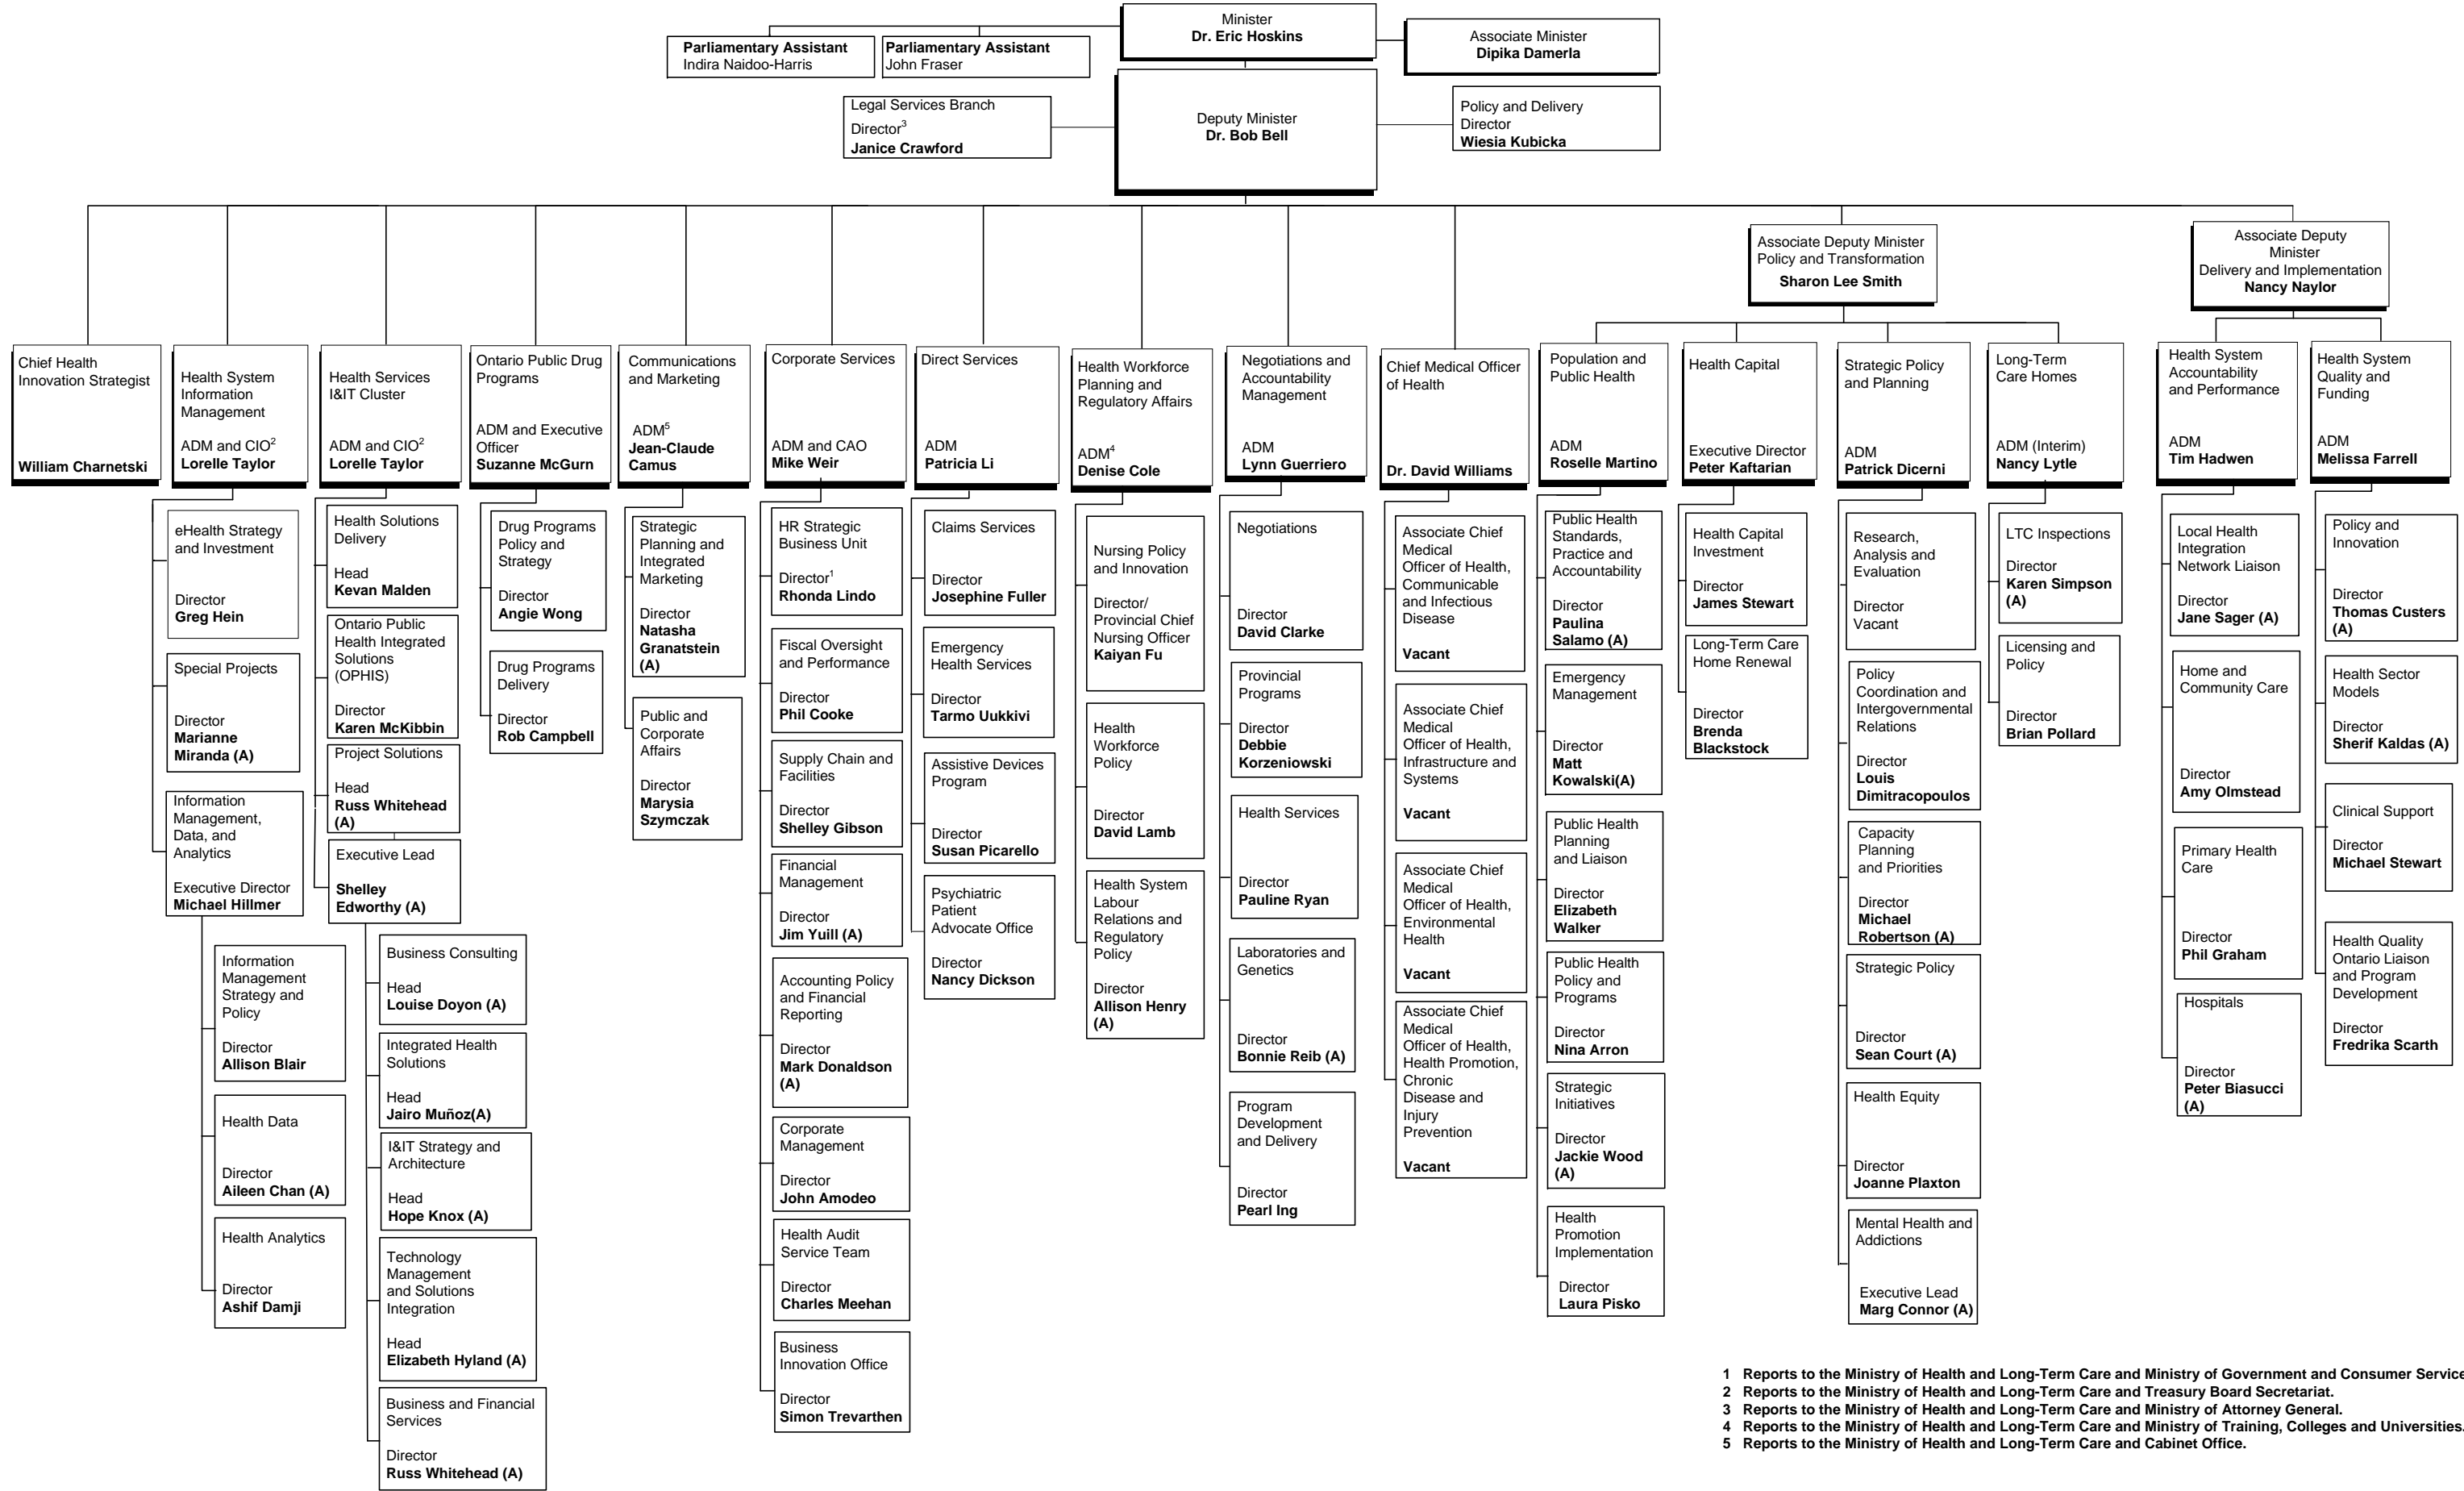 Minister
Dr. Eric Hoskins
Parliamentary Assistant
Indira Naidoo-Harris
Parliamentary Assistant
John Fraser
Associate Minister
Dipika Damerla
Legal Services Branch
Director3
Janice Crawford
Deputy Minister
Dr. Bob Bell
Policy and Delivery
Director
Wiesia Kubicka
Associate Deputy Minister
Policy and Transformation
Sharon Lee Smith
Associate Deputy
Minister
Delivery and Implementation
Nancy Naylor
Chief Health
Innovation Strategist
William Charnetski
Health System
Information
Management
ADM and CIO2
Lorelle Taylor
Health Services
I&IT Cluster
ADM and CIO2
Lorelle Taylor
Ontario Public Drug
Programs
ADM and Executive
Officer
Suzanne McGurn
Communications
and Marketing
ADM5
Jean-Claude
Camus
Corporate Services
ADM and CAO
Mike Weir
Direct Services
ADM
Patricia Li
Health Workforce
Planning and
Regulatory Affairs
ADM4
Denise Cole
Negotiations and
Accountability
Management
ADM
Lynn Guerriero
Chief Medical Officer
of Health
Dr. David Williams
Population and
Public Health
ADM
Roselle Martino
Health Capital
Executive Director
Peter Kaftarian
Strategic Policy
and Planning
ADM
Patrick Dicerni
Long-Term
Care Homes
ADM (Interim)
Nancy Lytle
Health System
Accountability
and Performance
ADM
Tim Hadwen
Health System
Quality and
Funding
ADM
Melissa Farrell
eHealth Strategy
and Investment
Director
Greg Hein
Special Projects
Director
Marianne
Miranda (A)
Information
Management,
Data, and
Analytics
Executive Director
Michael Hillmer
Information
Management
Strategy and
Policy
Director
Allison Blair
Health Data
Director
Aileen Chan (A)
Health Analytics
Director
Ashif Damji
Health Solutions
Delivery
Head
Kevan Malden
Ontario Public
Health Integrated
Solutions
(OPHIS)
Director
Karen McKibbin
Project Solutions
Head
Russ Whitehead
(A)
Executive Lead
Shelley
Edworthy (A)
Business Consulting
Head
Louise Doyon (A)
Integrated Health
Solutions
Head
Jairo Muñoz(A)
I&IT Strategy and
Architecture
Head
Hope Knox (A)
Technology
Management
and Solutions
Integration
Head
Elizabeth Hyland (A)
Business and Financial
Services
Director
Russ Whitehead (A)
Drug Programs
Policy and
Strategy
Director
Angie Wong
Drug Programs
Delivery
Director
Rob Campbell
Strategic
Planning and
Integrated
Marketing
Director
Natasha
Granatstein
(A)
Public and
Corporate
Affairs
Director
Marysia
Szymczak
HR Strategic
Business Unit
Director1
Rhonda Lindo
Fiscal Oversight
and Performance
Director
Phil Cooke
Supply Chain and
Facilities
Director
Shelley Gibson
Financial
Management
Director
Jim Yuill (A)
Accounting Policy
and Financial
Reporting
Director
Mark Donaldson
(A)
Corporate
Management
Director
John Amodeo
Health Audit
Service Team
Director
Charles Meehan
Business
Innovation Office
Director
Simon Trevarthen
Claims Services
Director
Josephine Fuller
Emergency
Health Services
Director
Tarmo Uukkivi
Assistive Devices
Program
Director
Susan Picarello
Psychiatric
Patient
Advocate Office
Director
Nancy Dickson
Nursing Policy
and Innovation
Director/
Provincial Chief
Nursing Officer
Kaiyan Fu
Health
Workforce
Policy
Director
David Lamb
Health System
Labour
Relations and
Regulatory
Policy
Director
Allison Henry
(A)
Negotiations
Director
David Clarke
Provincial
Programs
Director
Debbie
Korzeniowski
Health Services
Director
Pauline Ryan
Laboratories and
Genetics
Director
Bonnie Reib (A)
Program
Development
and Delivery
Director
Pearl Ing
Associate Chief
Medical
Officer of Health,
Communicable
and Infectious
Disease
Vacant
Associate Chief
Medical
Officer of Health,
Infrastructure and
Systems
Vacant
Associate Chief
Medical
Officer of Health,
Environmental
Health
Vacant
Associate Chief
Medical
Officer of Health,
Health Promotion,
Chronic
Disease and
Injury
Prevention
Vacant
Public Health
Standards,
Practice and
Accountability
Director
Paulina
Salamo (A)
Emergency
Management
Director
Matt
Kowalski(A)
Public Health
Planning
and Liaison
Director
Elizabeth
Walker
Public Health
Policy and
Programs
Director
Nina Arron
Strategic
Initiatives
Director
Jackie Wood
(A)
Health
Promotion
Implementation
Director
Laura Pisko
Health Capital
Investment
Director
James Stewart
Long-Term Care
Home Renewal
Director
Brenda
Blackstock
Research,
Analysis and
Evaluation
Director
Vacant
Policy
Coordination and
Intergovernmental
Relations
Director
Louis
Dimitracopoulos
Capacity
Planning
and Priorities
Director
Michael
Robertson (A)
Strategic Policy
Director
Sean Court (A)
Health Equity
Director
Joanne Plaxton
Mental Health and
Addictions
Executive Lead
Marg Connor (A)
LTC Inspections
Director
Karen Simpson
(A)
Licensing and
Policy
Director
Brian Pollard
Local Health
Integration
Network Liaison
Director
Jane Sager (A)
Home and
Community Care
Director
Amy Olmstead
Primary Health
Care
Director
Phil Graham
Hospitals
Director
Peter Biasucci
(A)
Policy and
Innovation
Director
Thomas Custers
(A)
Health Sector
Models
Director
Sherif Kaldas (A)
Clinical Support
Director
Michael Stewart
Health Quality
Ontario Liaison
and Program
Development
Director
Fredrika Scarth
1 Reports to the Ministry of Health and Long-Term Care and Ministry of Government and Consumer Service
2 Reports to the Ministry of Health and Long-Term Care and Treasury Board Secretariat.
3 Reports to the Ministry of Health and Long-Term Care and Ministry of Attorney General.
4 Reports to the Ministry of Health and Long-Term Care and Ministry of Training, Colleges and Universities.
5 Reports to the Ministry of Health and Long-Term Care and Cabinet Office.